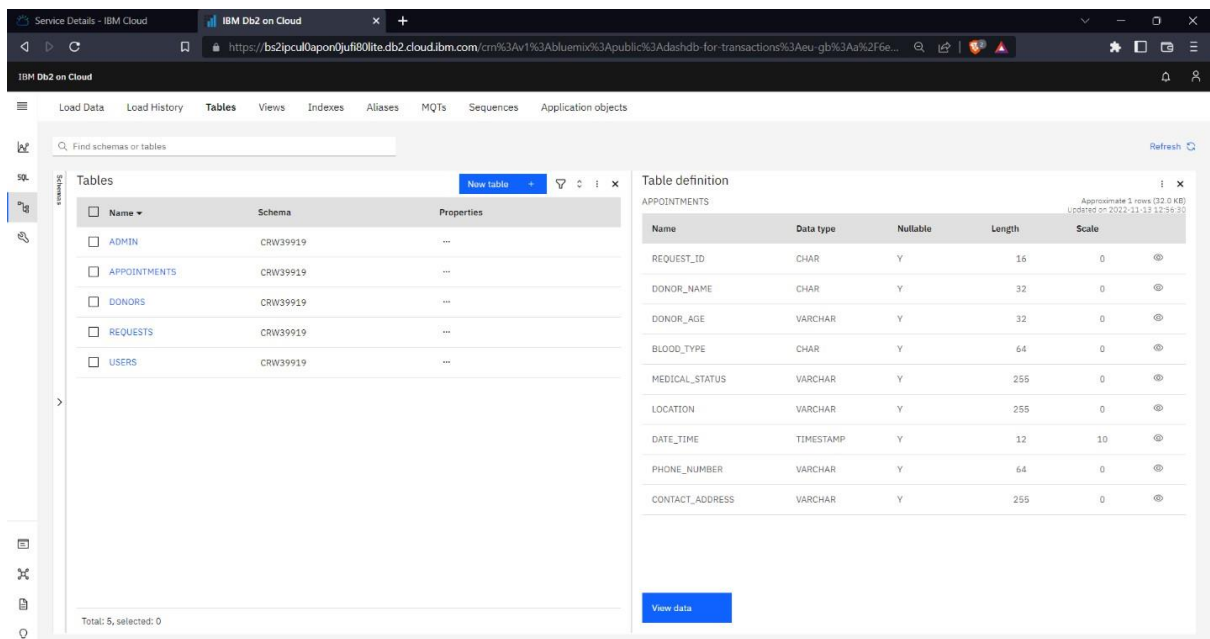 Service Details - IBM Cloud
IBM Db2 on Cloud
https://bs2ipcul0apon0jufi80lite.db2.cloud.ibm.com/crn%3Av1%3Abluemix%3Apublic%3Adashdb-for-transactions%3Aeu-gb%3Aa%2F6e...
IBM Db2 on Cloud
Load Data Load History Tables Views Indexes Aliases MQTs Sequences Application objects
Find schemas or tables
Refresh
SQL
Schemas
Tables
New table +
Name Schema Properties
ADMIN CRW39919 ...
APPOINTMENTS CRW39919 ...
DONORS CRW39919 ...
REQUESTS CRW39919 ...
USERS CRW39919 ...
Total: 5, selected: 0
Table definition
APPOINTMENTS
Approximate 1 rows (32.0 KB)
Updated on 2022-11-13 12:56:30
Name Data type Nullable Length Scale
REQUEST_ID CHAR Y 16 0
DONOR_NAME CHAR Y 32 0
DONOR_AGE VARCHAR Y 32 0
BLOOD_TYPE CHAR Y 64 0
MEDICAL_STATUS VARCHAR Y 255 0
LOCATION VARCHAR Y 255 0
DATE_TIME TIMESTAMP Y 12 10
PHONE_NUMBER VARCHAR Y 64 0
CONTACT_ADDRESS VARCHAR Y 255 0
View data